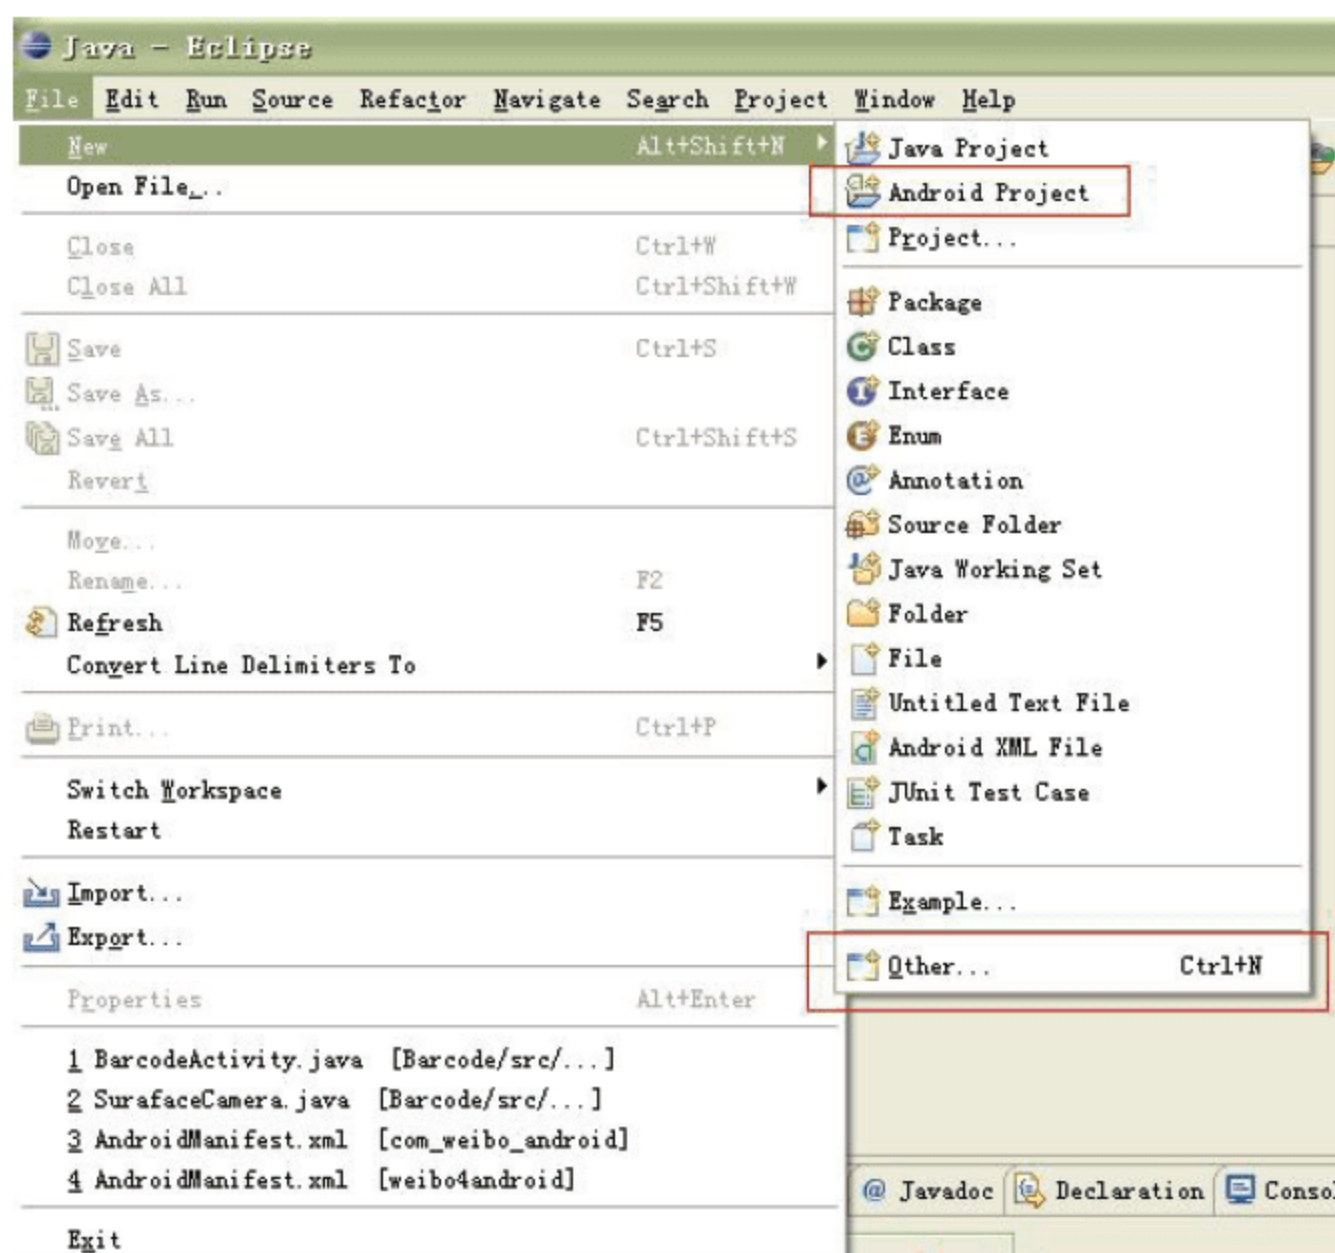 Java - Eclipse
File Edit Run Source Refactor Navigate Search Project Window Help
New Alt+Shift+N
Open File...
Close Ctrl+W
Close All Ctrl+Shift+W
Save Ctrl+S
Save As...
Save All Ctrl+Shift+S
Revert
Move...
Rename... F2
Refresh F5
Convert Line Delimiters To
Print... Ctrl+P
Switch Workspace
Restart
Import...
Export...
Properties Alt+Enter
1 BarcodeActivity.java [Barcode/src/...]
2 SurafaceCamera.java [Barcode/src/...]
3 AndroidManifest.xml [com_weibo_android]
4 AndroidManifest.xml [weibo4android]
Exit
Java Project
Android Project
Project...
Package
Class
Interface
Enum
Annotation
Source Folder
Java Working Set
Folder
File
Untitled Text File
Android XML File
JUnit Test Case
Task
Example...
Other... Ctrl+N
@ Javadoc Declaration Consol